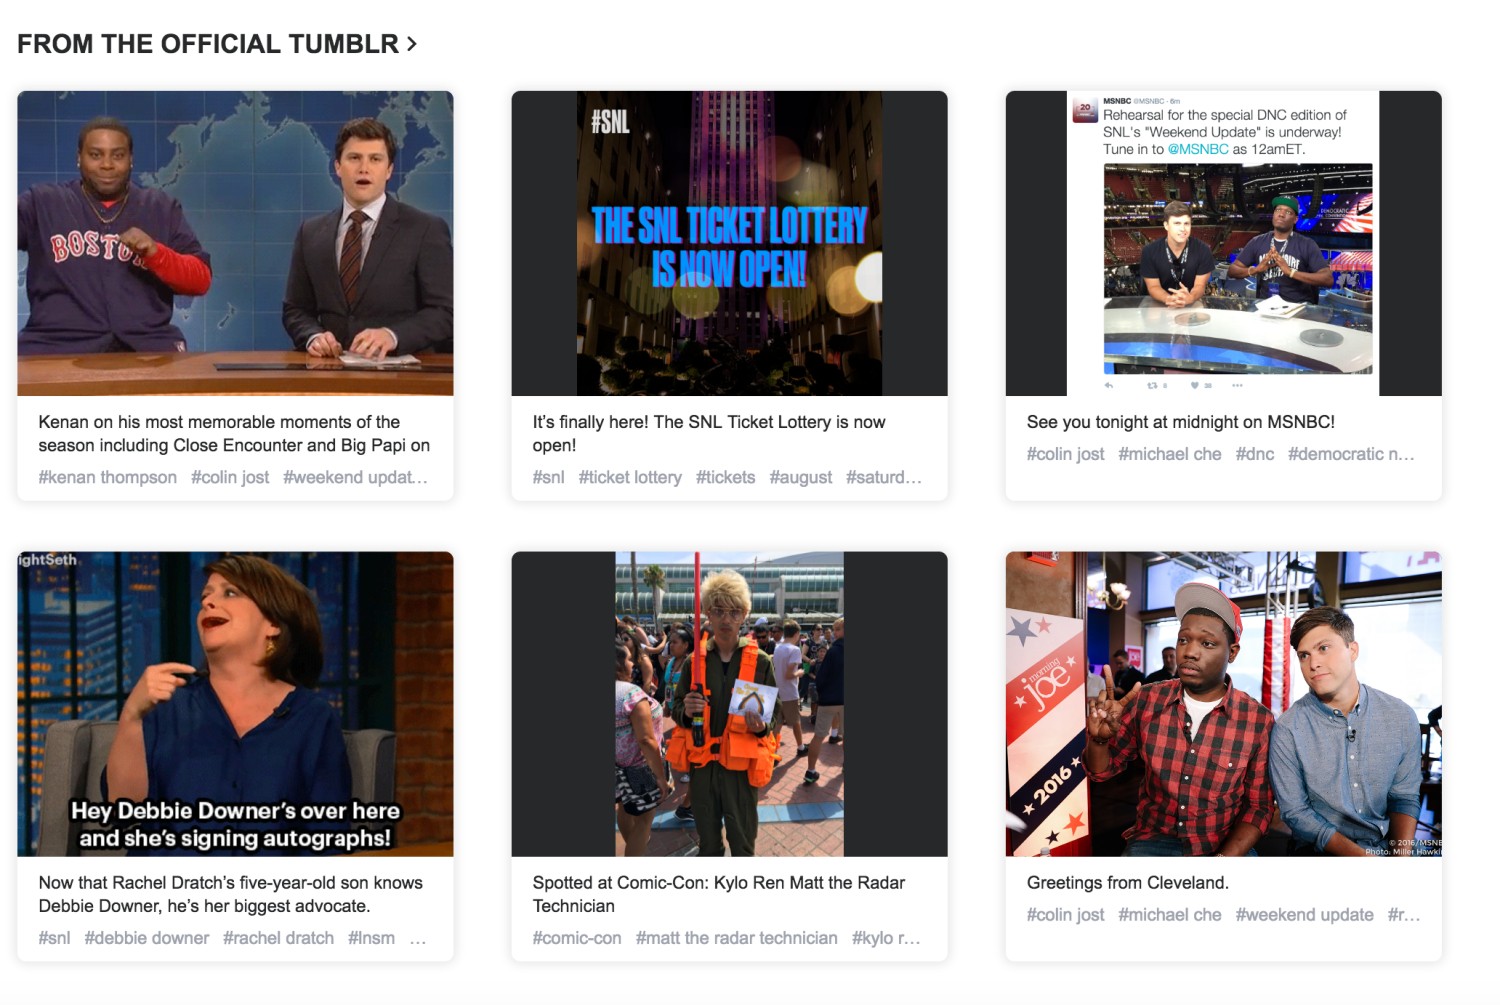 FROM THE OFFICIAL TUMBLR >
BOSTO
#SNL
THE SNL TICKET LOTTERY
IS NOW OPEN!
20
MSNBC @MSNBC · 6m
Rehearsal for the special DNC edition of
SNL's "Weekend Update" is underway!
Tune in to @MSNBC as 12amET.
Kenan on his most memorable moments of the
season including Close Encounter and Big Papi on
#kenan thompson #colin jost #weekend updat...
It's finally here! The SNL Ticket Lottery is now
open!
#snl #ticket lottery #tickets #august #saturd...
See you tonight at midnight on MSNBC!
#colin jost #michael che #dnc #democratic n...
ightSeth
Hey Debbie Downer's over here
and she's signing autographs!
morning
joe
2016
© 2016/MSNB
Photo: Miller Hawki
Now that Rachel Dratch's five-year-old son knows
Debbie Downer, he's her biggest advocate.
#snl #debbie downer #rachel dratch #lnsm ...
Spotted at Comic-Con: Kylo Ren Matt the Radar
Technician
#comic-con #matt the radar technician #kylo r...
Greetings from Cleveland.
#colin jost #michael che #weekend update #r...